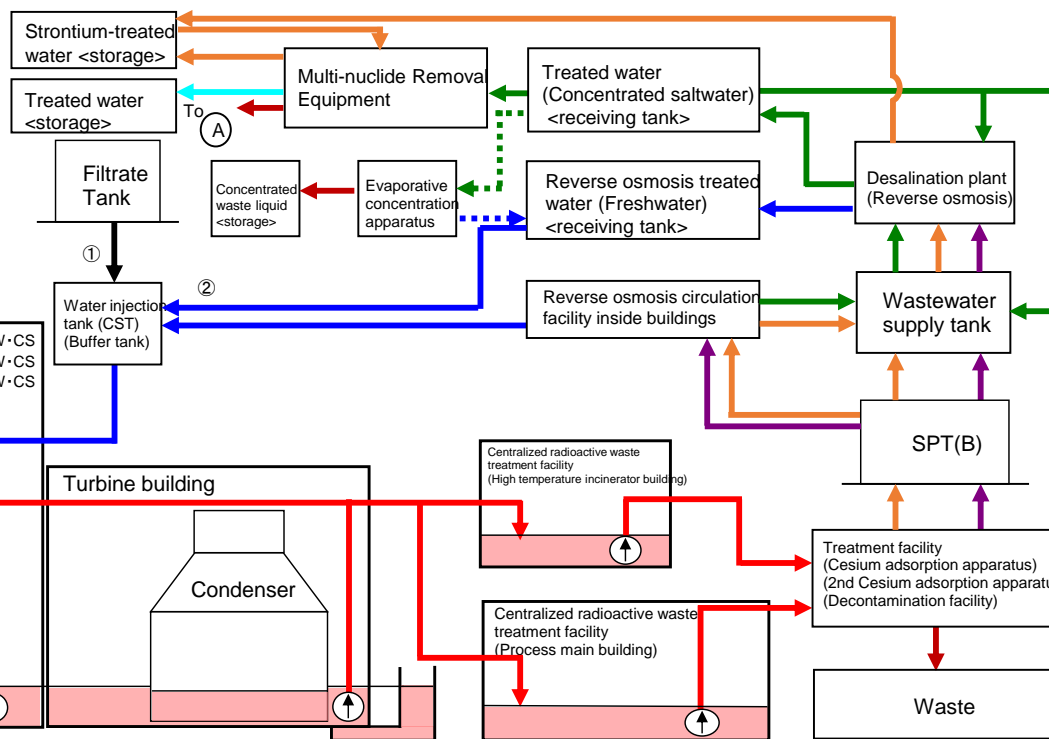 Strontium-treated
water <storage>
Treated water
<storage>
To
A
Multi-nuclide Removal
Equipment
Treated water
(Concentrated saltwater)
<receiving tank>
Filtrate
Tank
Concentrated
waste liquid
<storage>
Evaporative
concentration
apparatus
Reverse osmosis treated
water (Freshwater)
<receiving tank>
Desalination plant
(Reverse osmosis)
①
②
Water injection
tank (CST)
(Buffer tank)
Reverse osmosis circulation
facility inside buildings
Wastewater
supply tank
W・CS
W・CS
W・CS
SPT(B)
Turbine building
Condenser
Centralized radioactive waste
treatment facility
(High temperature incinerator building)
Centralized radioactive waste
treatment facility
(Process main building)
Treatment facility
(Cesium adsorption apparatus)
(2nd Cesium adsorption apparatu
(Decontamination facility)
Waste